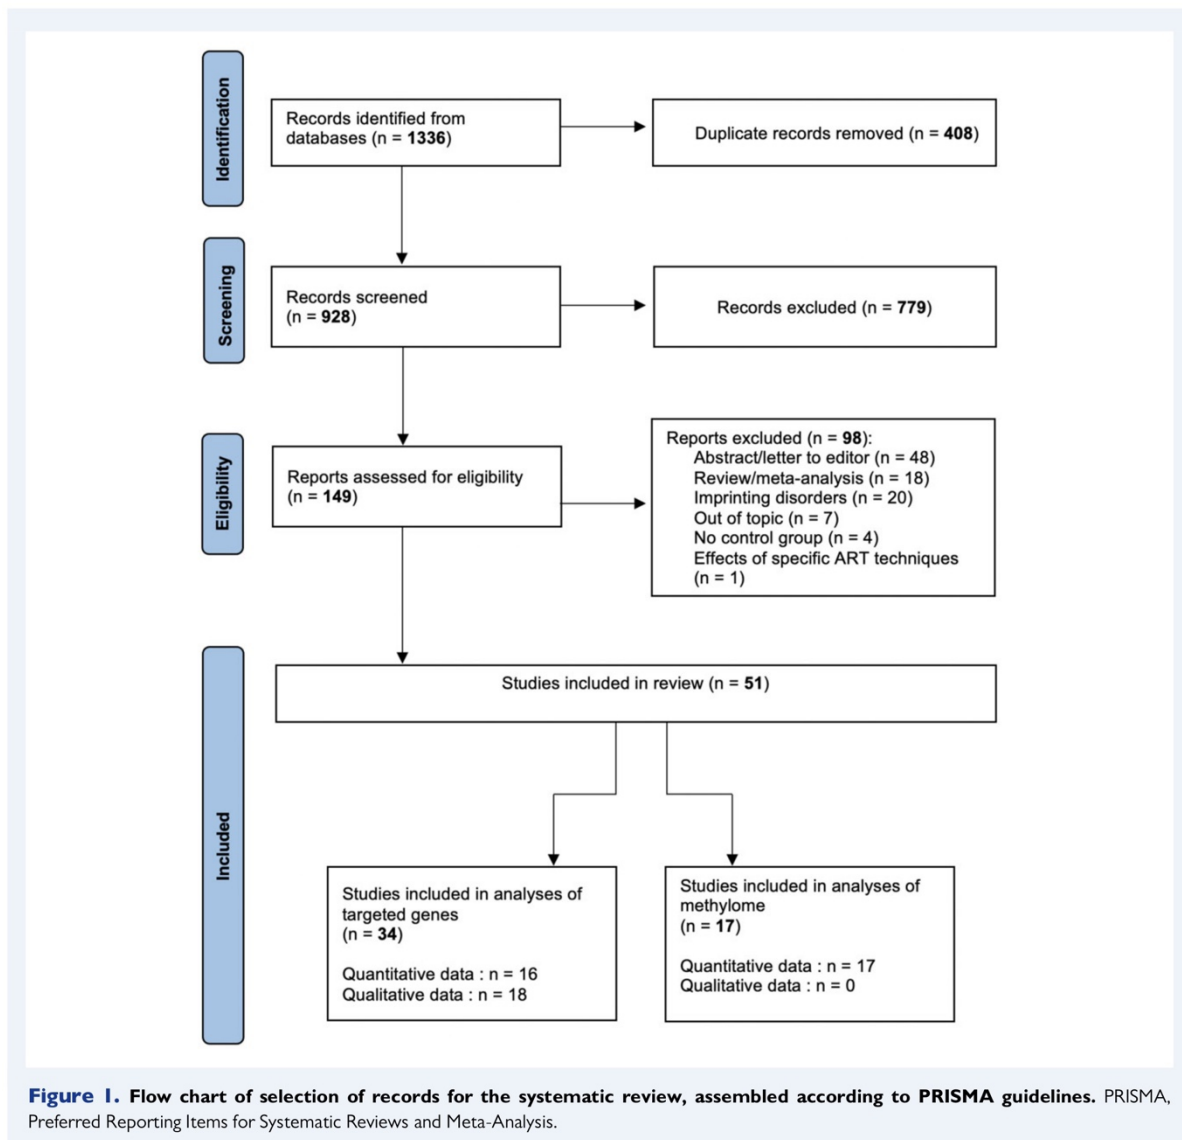 Identification
Records identified from
databases (n = 1336)
Duplicate records removed (n = 408)
Screening
Records screened
(n = 928)
Records excluded (n = 779)
Eligibility
Reports assessed for eligibility
(n = 149)
Reports excluded (n = 98):
Abstract/letter to editor (n = 48)
Review/meta-analysis (n = 18)
Imprinting disorders (n = 20)
Out of topic (n = 7)
No control group (n = 4)
Effects of specific ART techniques
(n = 1)
Included
Studies included in review (n = 51)
Studies included in analyses of
targeted genes
(n = 34)
Quantitative data : n = 16
Qualitative data : n = 18
Studies included in analyses of
methylome
(n = 17)
Quantitative data : n = 17
Qualitative data : n = 0
Figure 1. Flow chart of selection of records for the systematic review, assembled according to PRISMA guidelines. PRISMA,
Preferred Reporting Items for Systematic Reviews and Meta-Analysis.